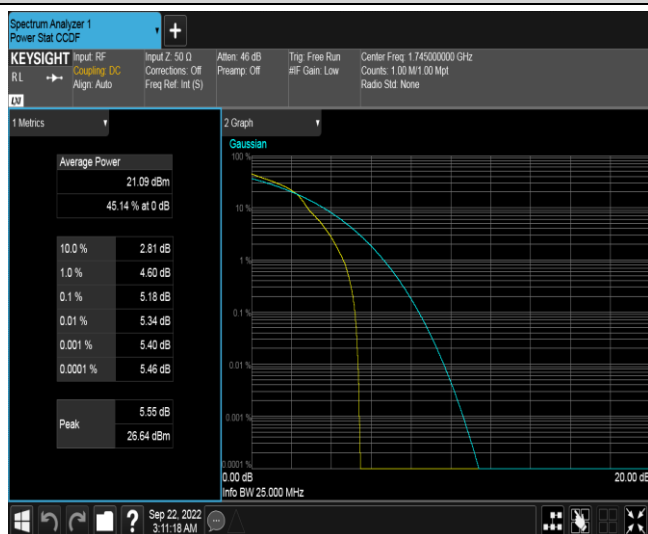 Spectrum Analyzer 1
Power Stat CCDF
KEYSIGHT
RL
LXI
Input: RF
Coupling: DC
Align: Auto
Input Z: 50 Ω
Corrections: Off
Freq Ref: Int (S)
Atten: 46 dB
Preamp: Off
Trig: Free Run
#IF Gain: Low
Center Freq: 1.745000000 GHz
Counts: 1.00 M/1.00 Mpt
Radio Std: None
1 Metrics
Average Power
21.09 dBm
45.14 % at 0 dB
10.0 % 2.81 dB
1.0 % 4.60 dB
0.1 % 5.18 dB
0.01 % 5.34 dB
0.001 % 5.40 dB
0.0001 % 5.46 dB
Peak
5.55 dB
26.64 dBm
2 Graph
Gaussian
100 %
10 %
1 %
0.1 %
0.01 %
0.001 %
0.0001 %
0.00 dB
20.00 dB
Info BW 25.000 MHz
?
Sep 22, 2022
3:11:18 AM